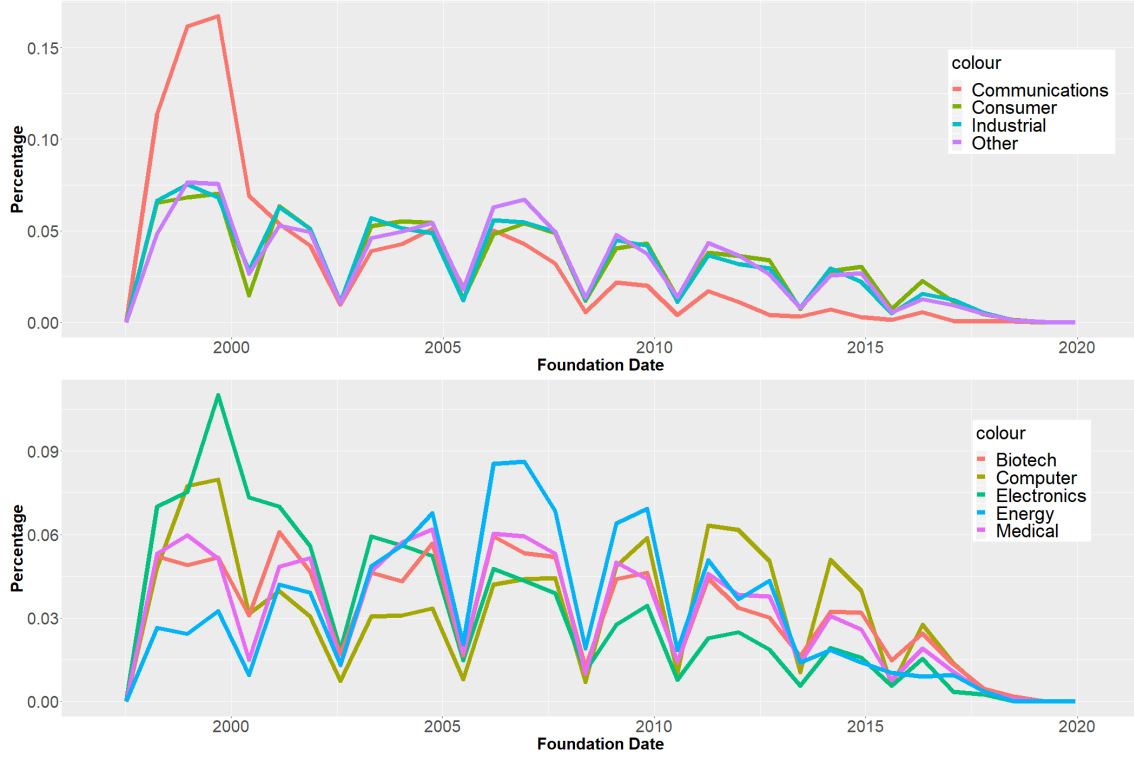 0.15
0.10
0.05
0.00
Percentage
colour
Communications
Consumer
Industrial
Other
2000 2005 2010 2015 2020
Foundation Date
0.09
0.06
0.03
0.00
Percentage
colour
Biotech
Computer
Electronics
Energy
Medical
2000 2005 2010 2015 2020
Foundation Date